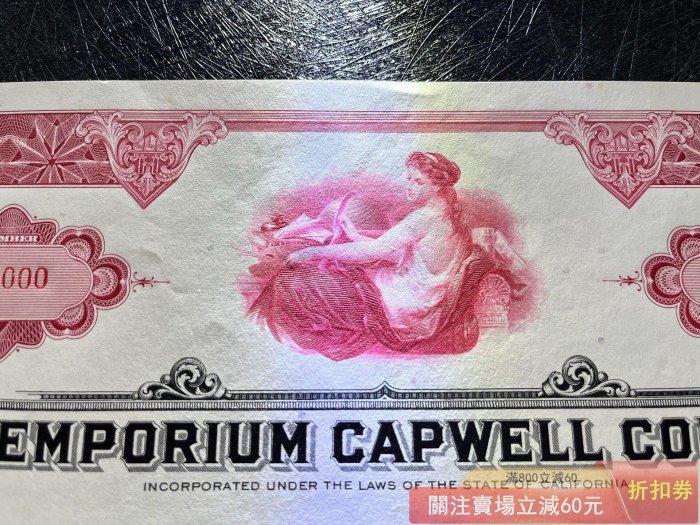 MBER
000
EMPORIUM CAPWELL CO
INCORPORATED UNDER THE LAWS OF THE STATE OF CALIFORNIA
滿800立減60
關注賣場立減60元
折扣券